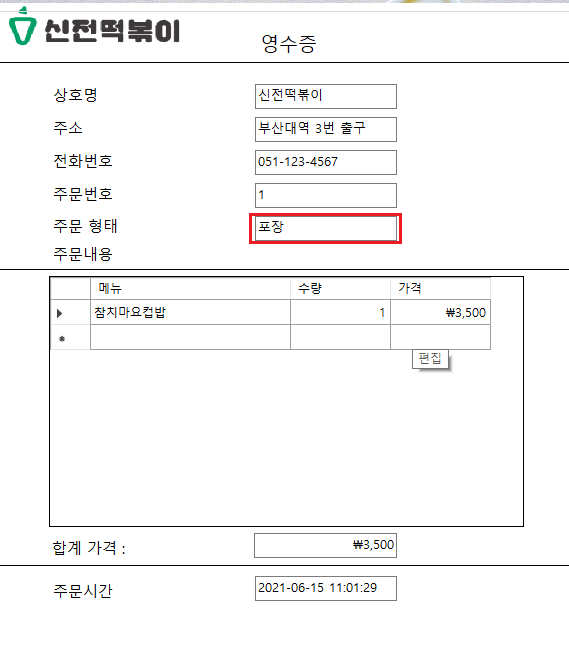 신전떡볶이
영수증
상호명 신전떡볶이
주소 부산대역 3번 출구
전화번호 051-123-4567
주문번호 1
주문 형태 포장
주문내용
메뉴 수량 가격
참치마요컵밥 1 ₩3,500
편집
합계 가격 : ₩3,500
주문시간 2021-06-15 11:01:29